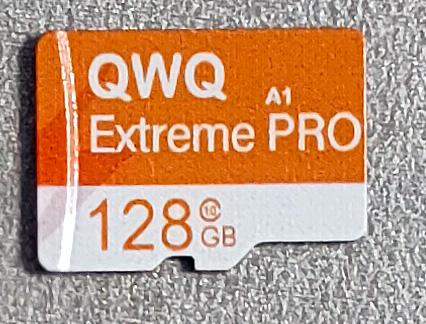 QWQ
A1
Extreme PRO
128 10 GB